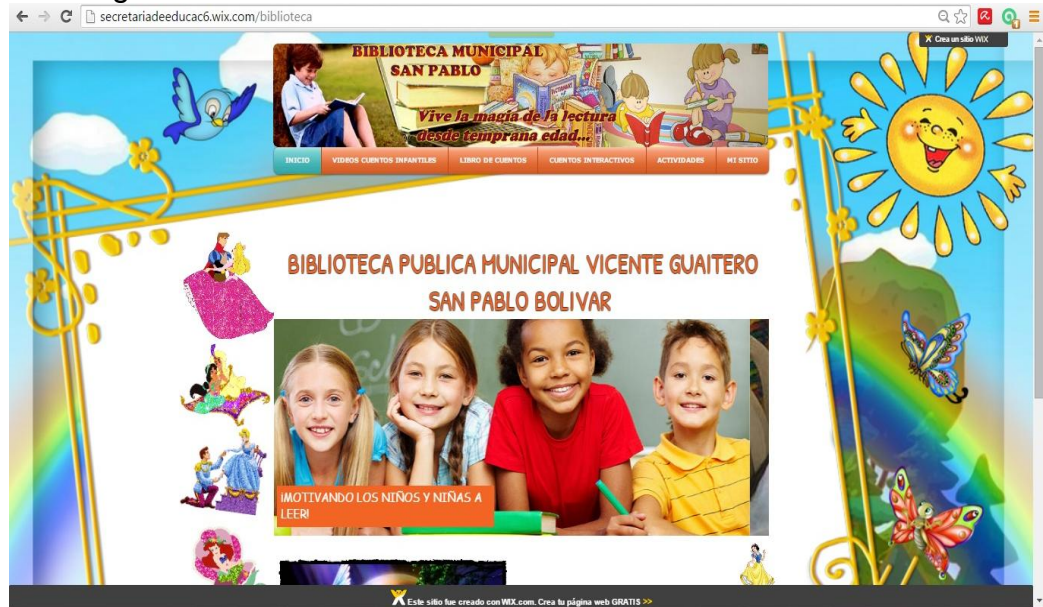 secretariadeeducac6.wix.com/biblioteca
Crea un sitio WiX
BIBLIOTECA MUNICIPAL
SAN PABLO
Vive la magia de la lectura
desde temprana edad...
INICIO VIDEOS CUENTOS INFANTILES LIBRO DE CUENTOS CUENTOS INTERACTIVOS ACTIVIDADES MI SITIO
BIBLIOTECA PUBLICA MUNICIPAL VICENTE GUAITERO
SAN PABLO BOLIVAR
¡MOTIVANDO LOS NIÑOS Y NIÑAS A
LEER!
Este sitio fue creado con WIX.com. Crea tu página web GRATIS >>